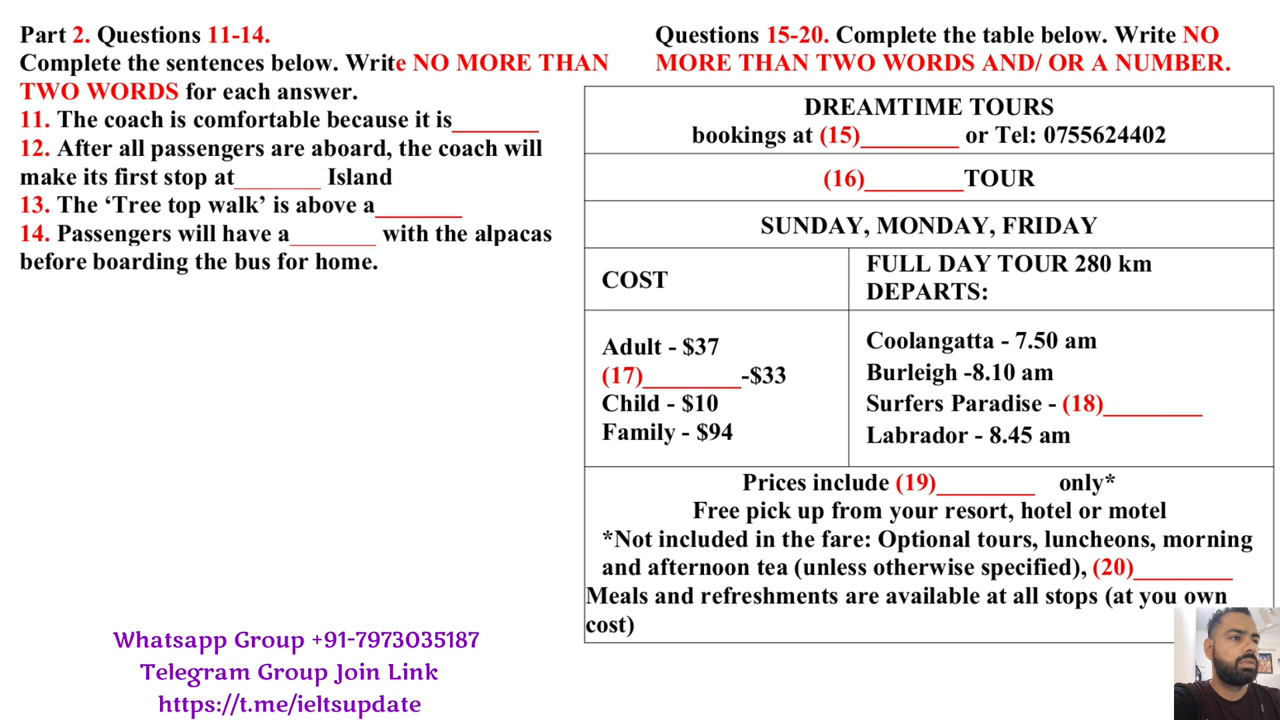 Part 2. Questions 11-14.
Complete the sentences below. Write NO MORE THAN
TWO WORDS for each answer.
11. The coach is comfortable because it is_______
12. After all passengers are aboard, the coach will
make its first stop at_______ Island
13. The ‘Tree top walk’ is above a_______
14. Passengers will have a_______ with the alpacas
before boarding the bus for home.
Questions 15-20. Complete the table below. Write NO
MORE THAN TWO WORDS AND/ OR A NUMBER.
DREAMTIME TOURS
bookings at (15)________ or Tel: 0755624402
(16)________TOUR
SUNDAY, MONDAY, FRIDAY
COST
FULL DAY TOUR 280 km
DEPARTS:
Adult - $37
(17)________-$33
Child - $10
Family - $94
Coolangatta - 7.50 am
Burleigh -8.10 am
Surfers Paradise - (18)________
Labrador - 8.45 am
Prices include (19)________ only*
Free pick up from your resort, hotel or motel
*Not included in the fare: Optional tours, luncheons, morning
and afternoon tea (unless otherwise specified), (20)________
Meals and refreshments are available at all stops (at you own
cost)
Whatsapp Group +91-7973035187
Telegram Group Join Link
https://t.me/ieltsupdate